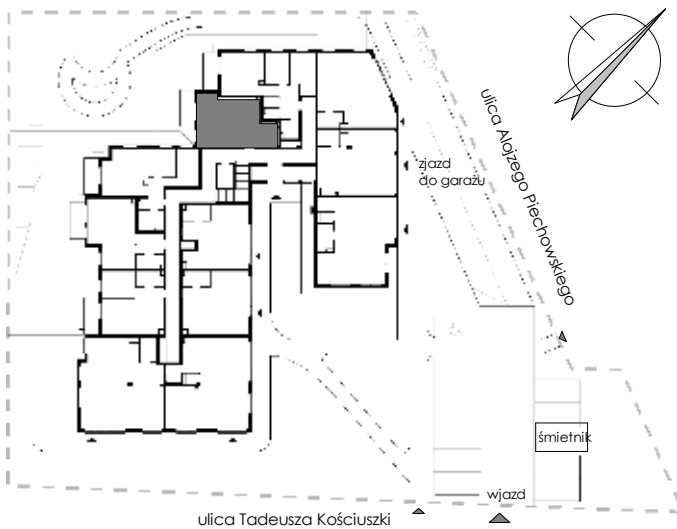 ulica Alojzego Piechowskiego
zjazd
do garażu
śmietnik
wjazd
ulica Tadeusza Kościuszki